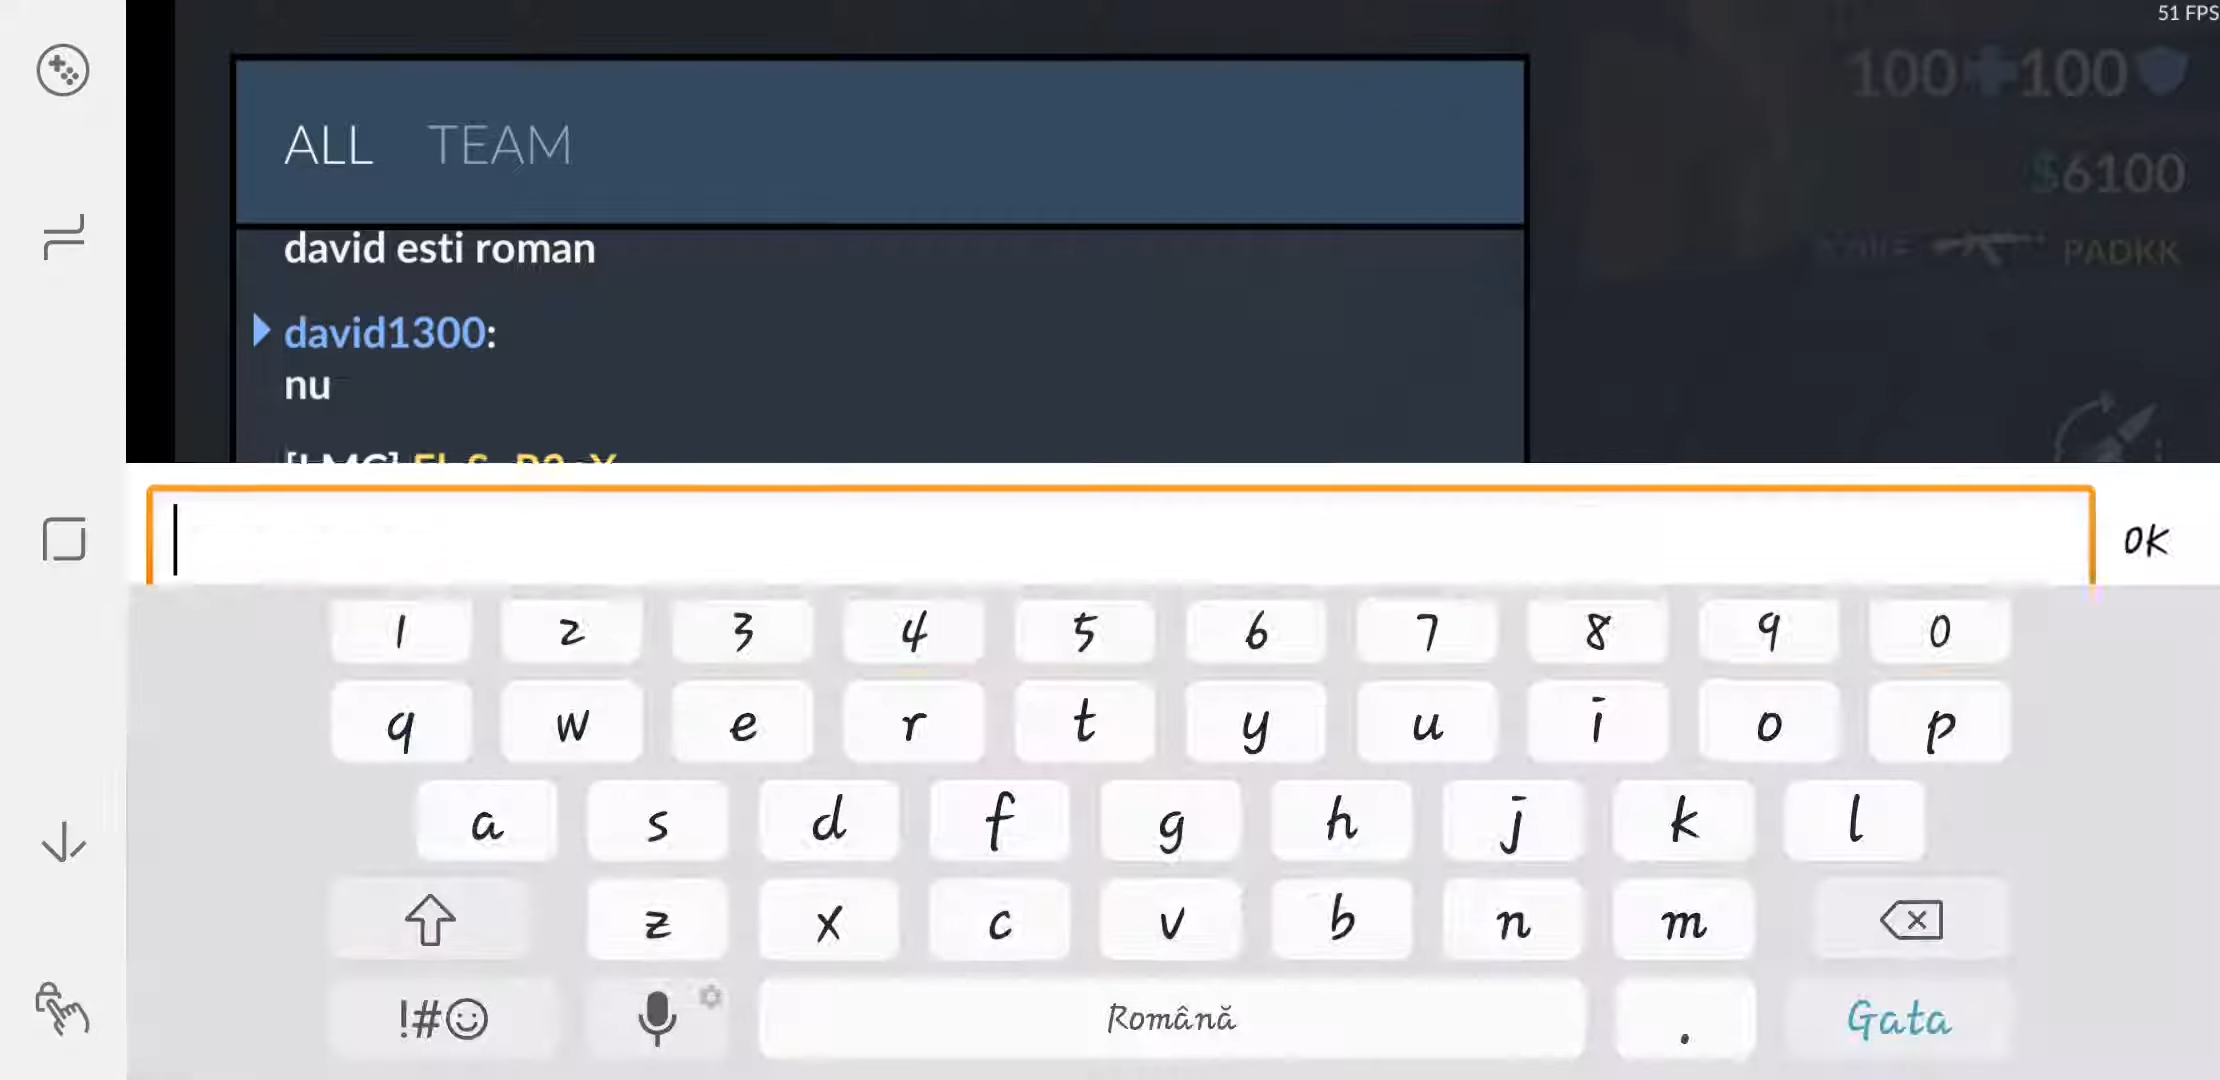 51 FPS
100 100
$6100
PADKK
ALL TEAM
david esti roman
david1300:
nu
OK
1 2 3 4 5 6 7 8 9 0
q w e r t y u i o p
a s d f g h j k l
z x c v b n m
!#☺ Română . Gata